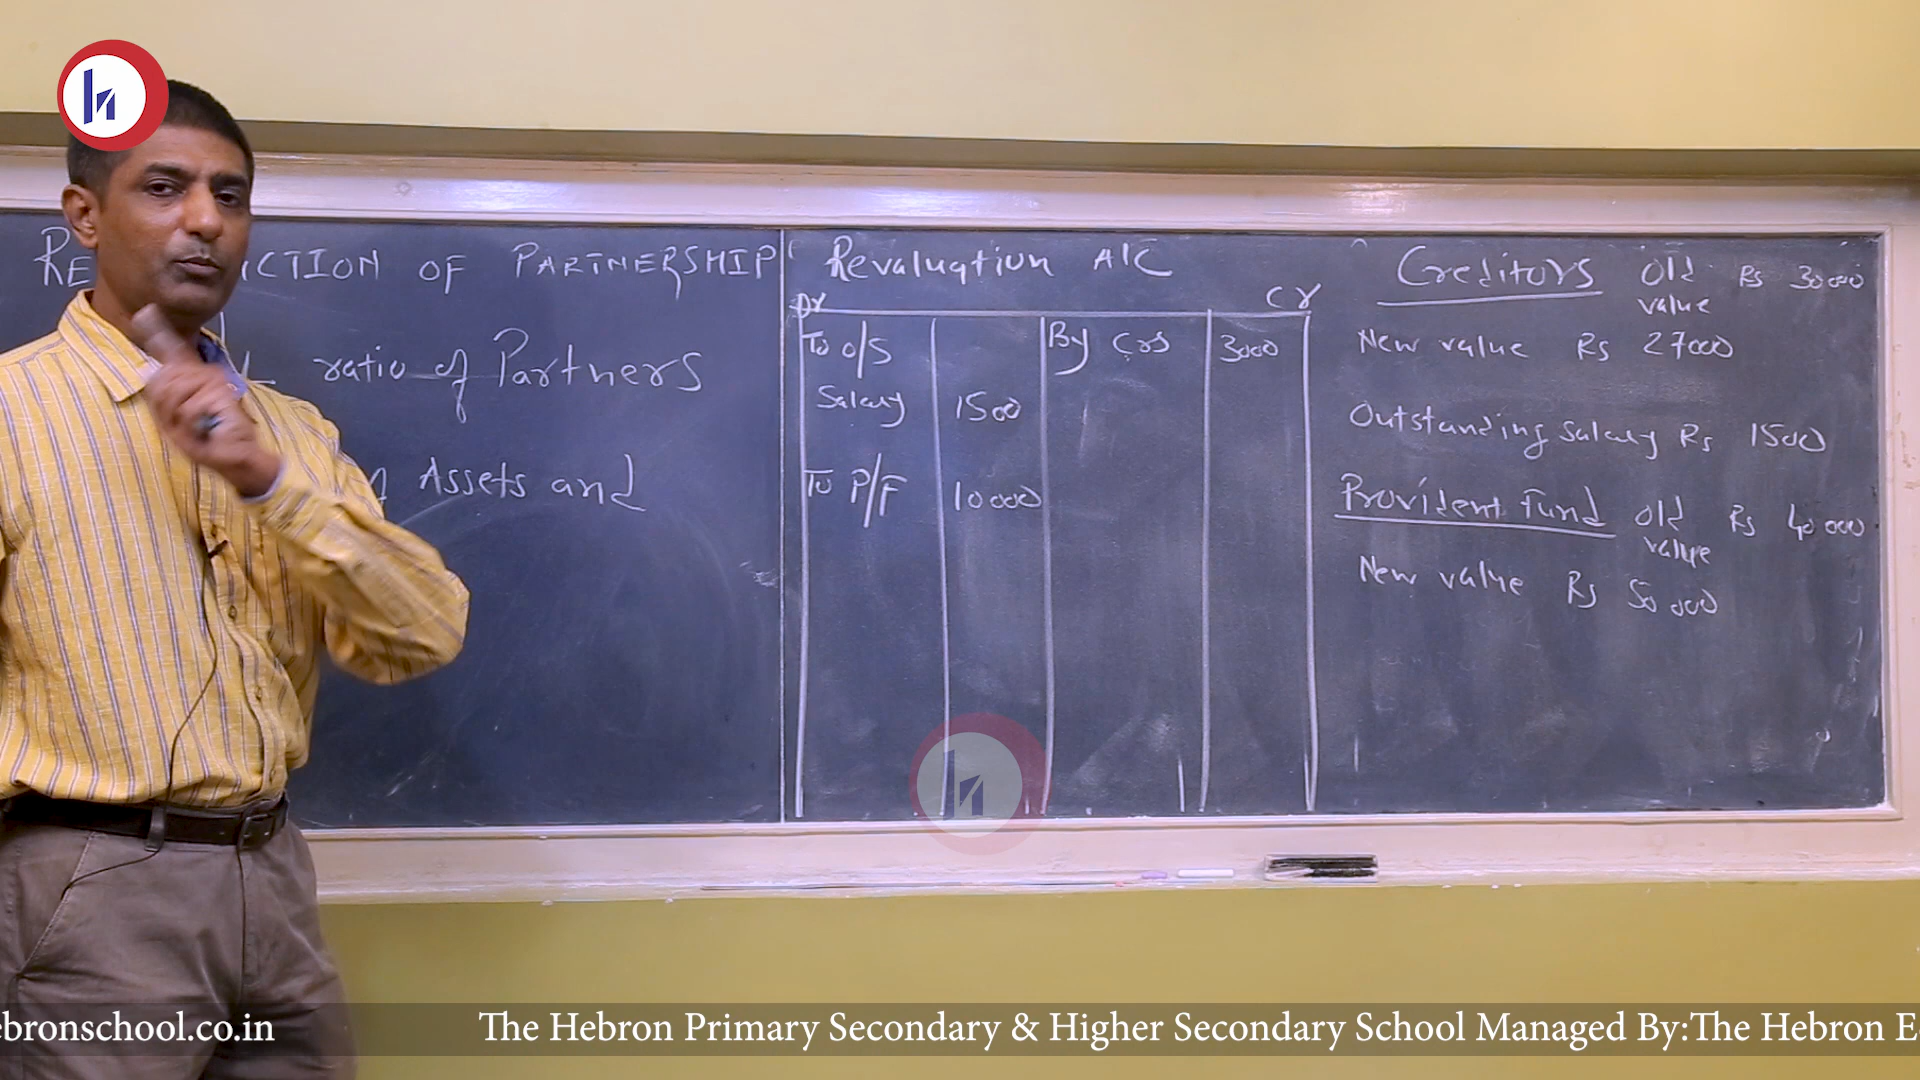 OF PARTNERSHIP
ratio of Partners
Assets and
Revaluation A/C
Dr
Cr
To O/S
Salary 1500
By Crs 3000
To P/F 10000
Creditors Old value Rs 30000
New value Rs 27000
Outstanding Salary Rs 1500
Provident Fund Old value Rs 40000
New value Rs 50000
ebronschool.co.in The Hebron Primary Secondary & Higher Secondary School Managed By:The Hebron E